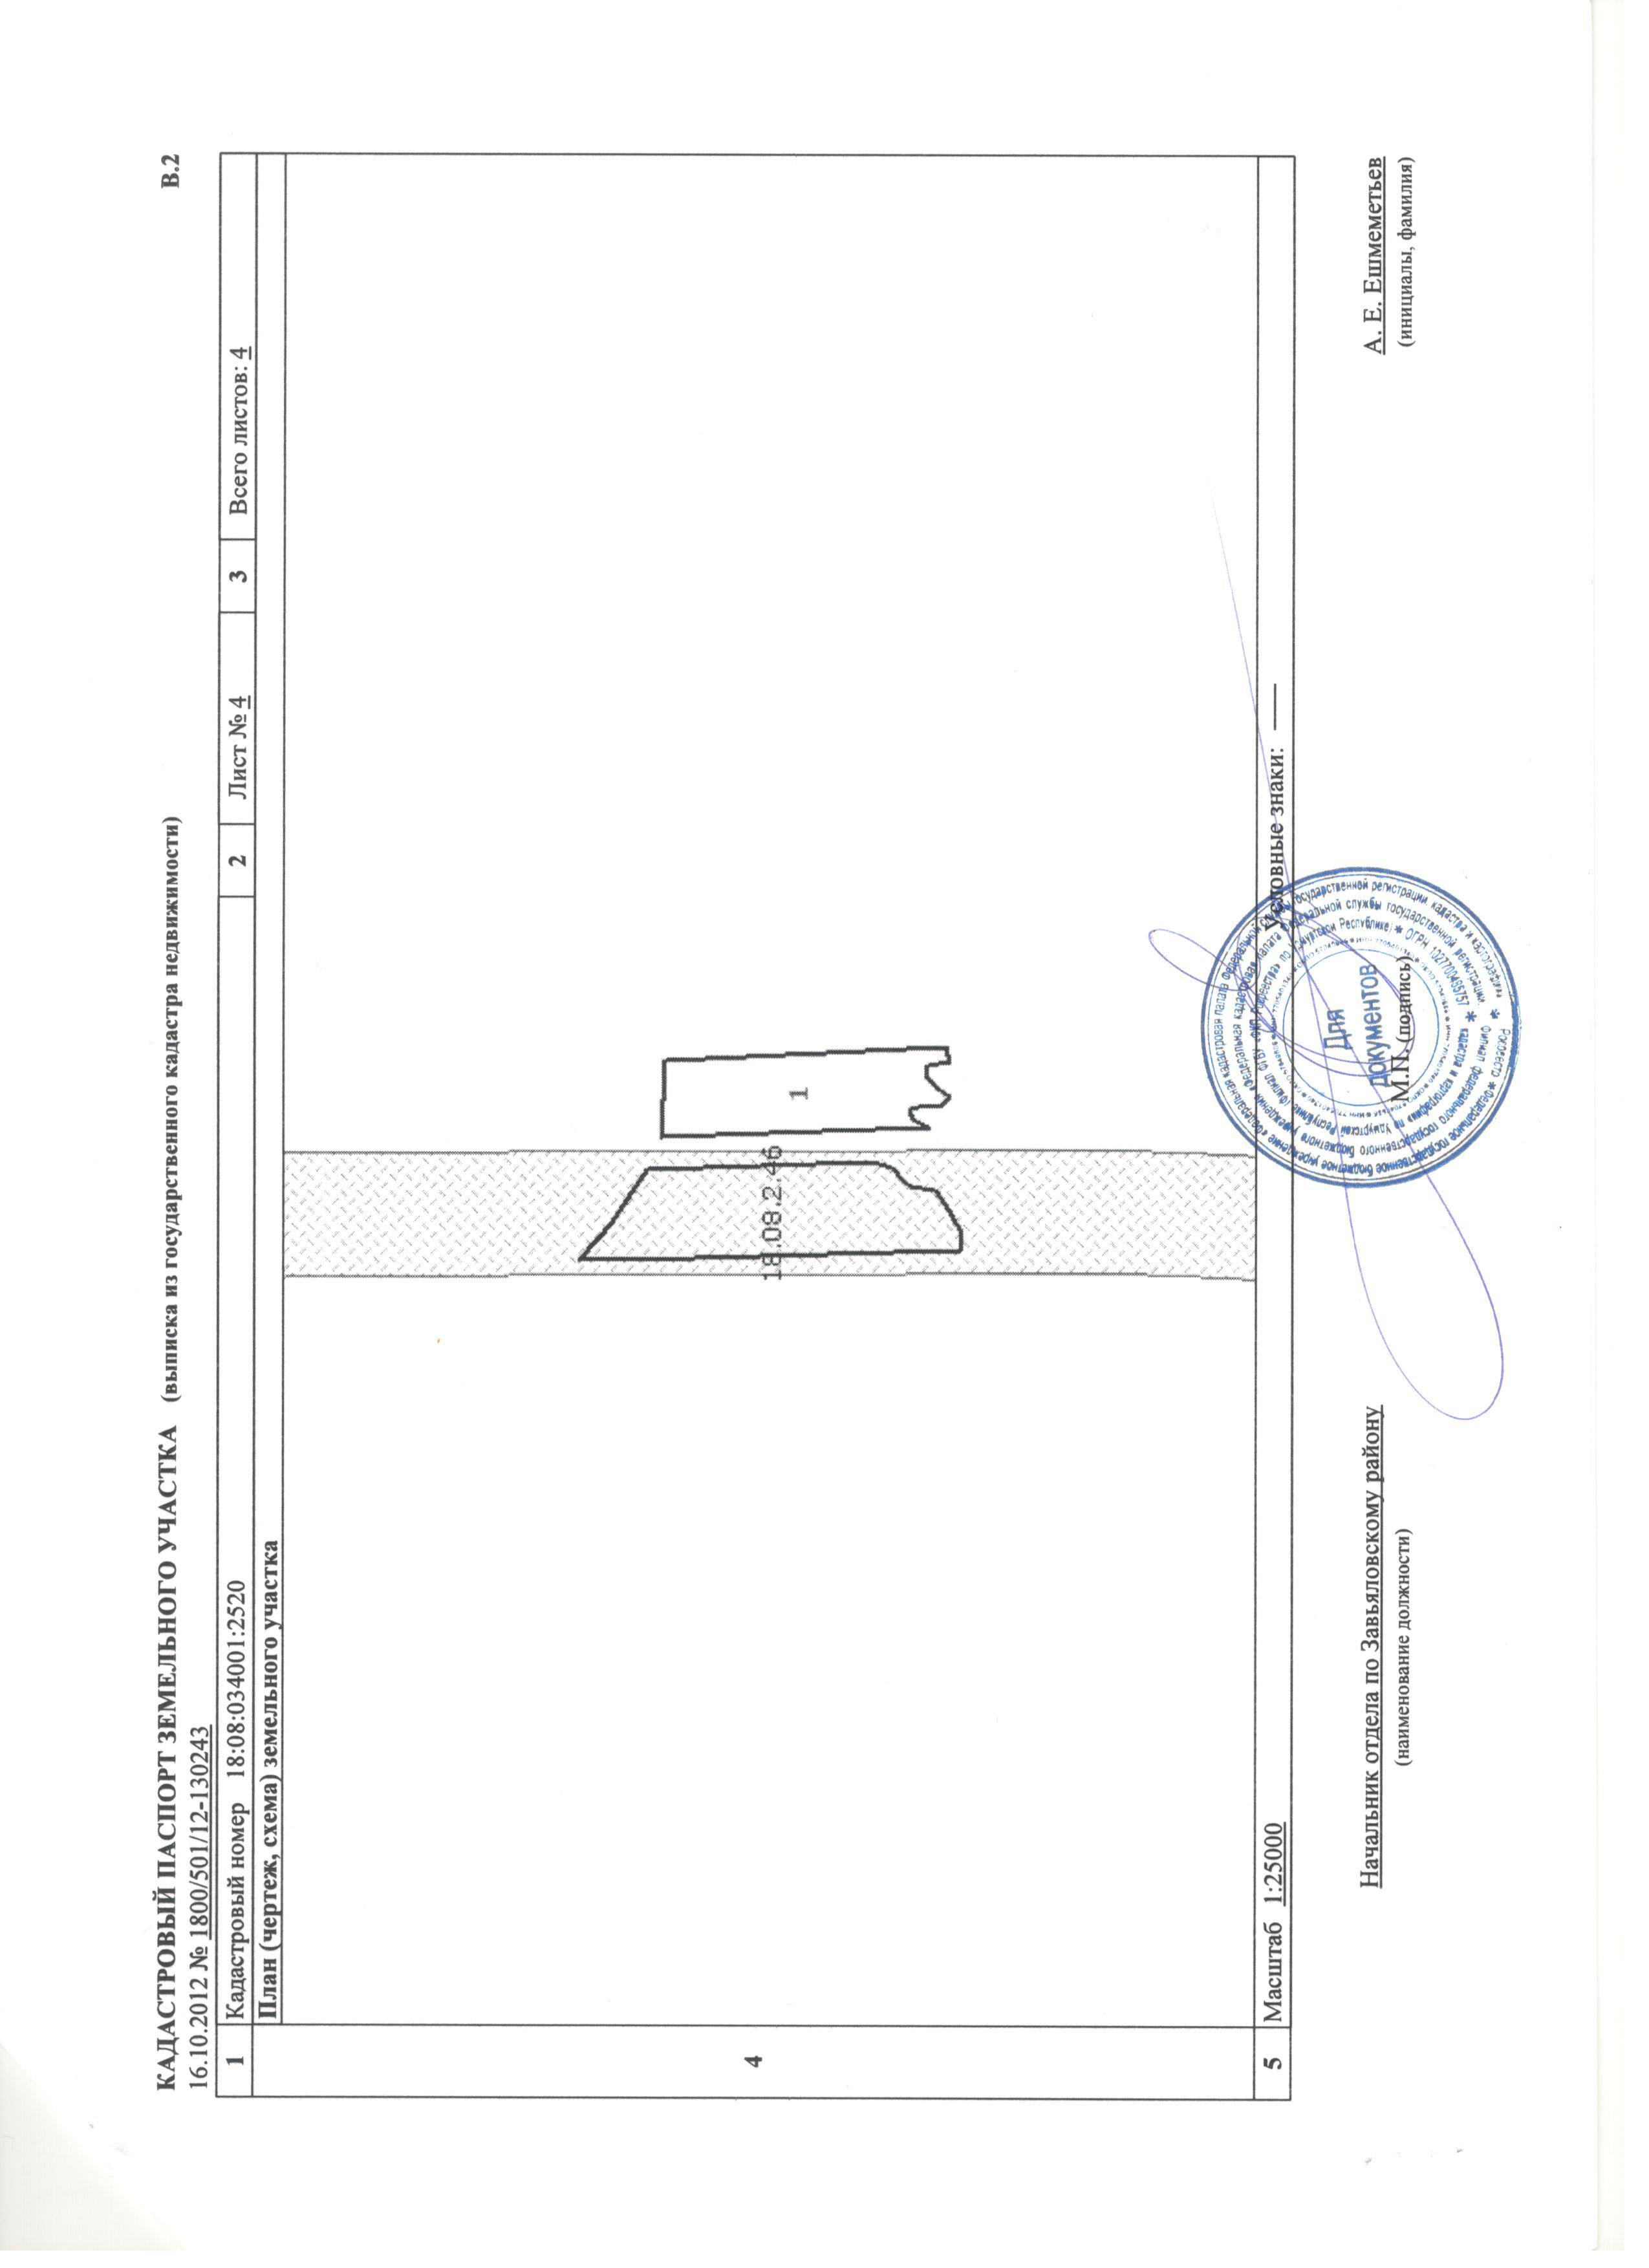 В.2
КАДАСТРОВЫЙ ПАСПОРТ ЗЕМЕЛЬНОГО УЧАСТКА (выписка из государственного кадастра недвижимости)
16.10.2012 № 1800/501/12-130243
1 Кадастровый номер 18:08:034001:2520 2 Лист № 4 3 Всего листов: 4
План (чертеж, схема) земельного участка
4
18.08.2.46
1
5 Масштаб 1:25000 Условные знаки:
Для
документов
Начальник отдела по Завьяловскому району М.П. (подпись) А. Е. Ешмеметьев
(наименование должности) (инициалы, фамилия)